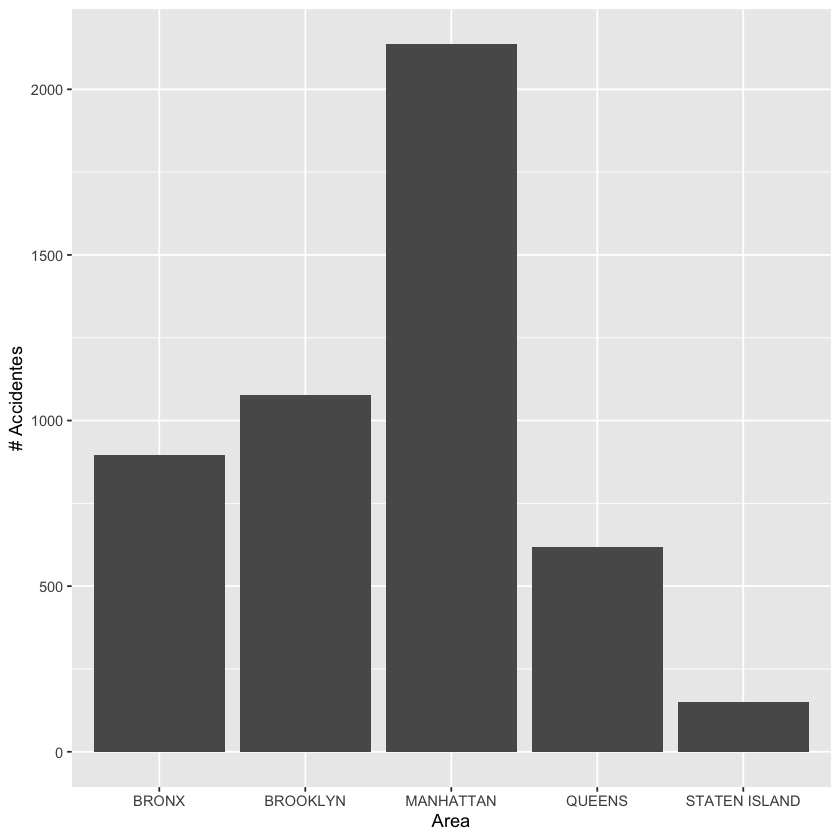 2000
1500
1000
500
0
# Accidentes
BRONX BROOKLYN MANHATTAN QUEENS STATEN ISLAND
Area